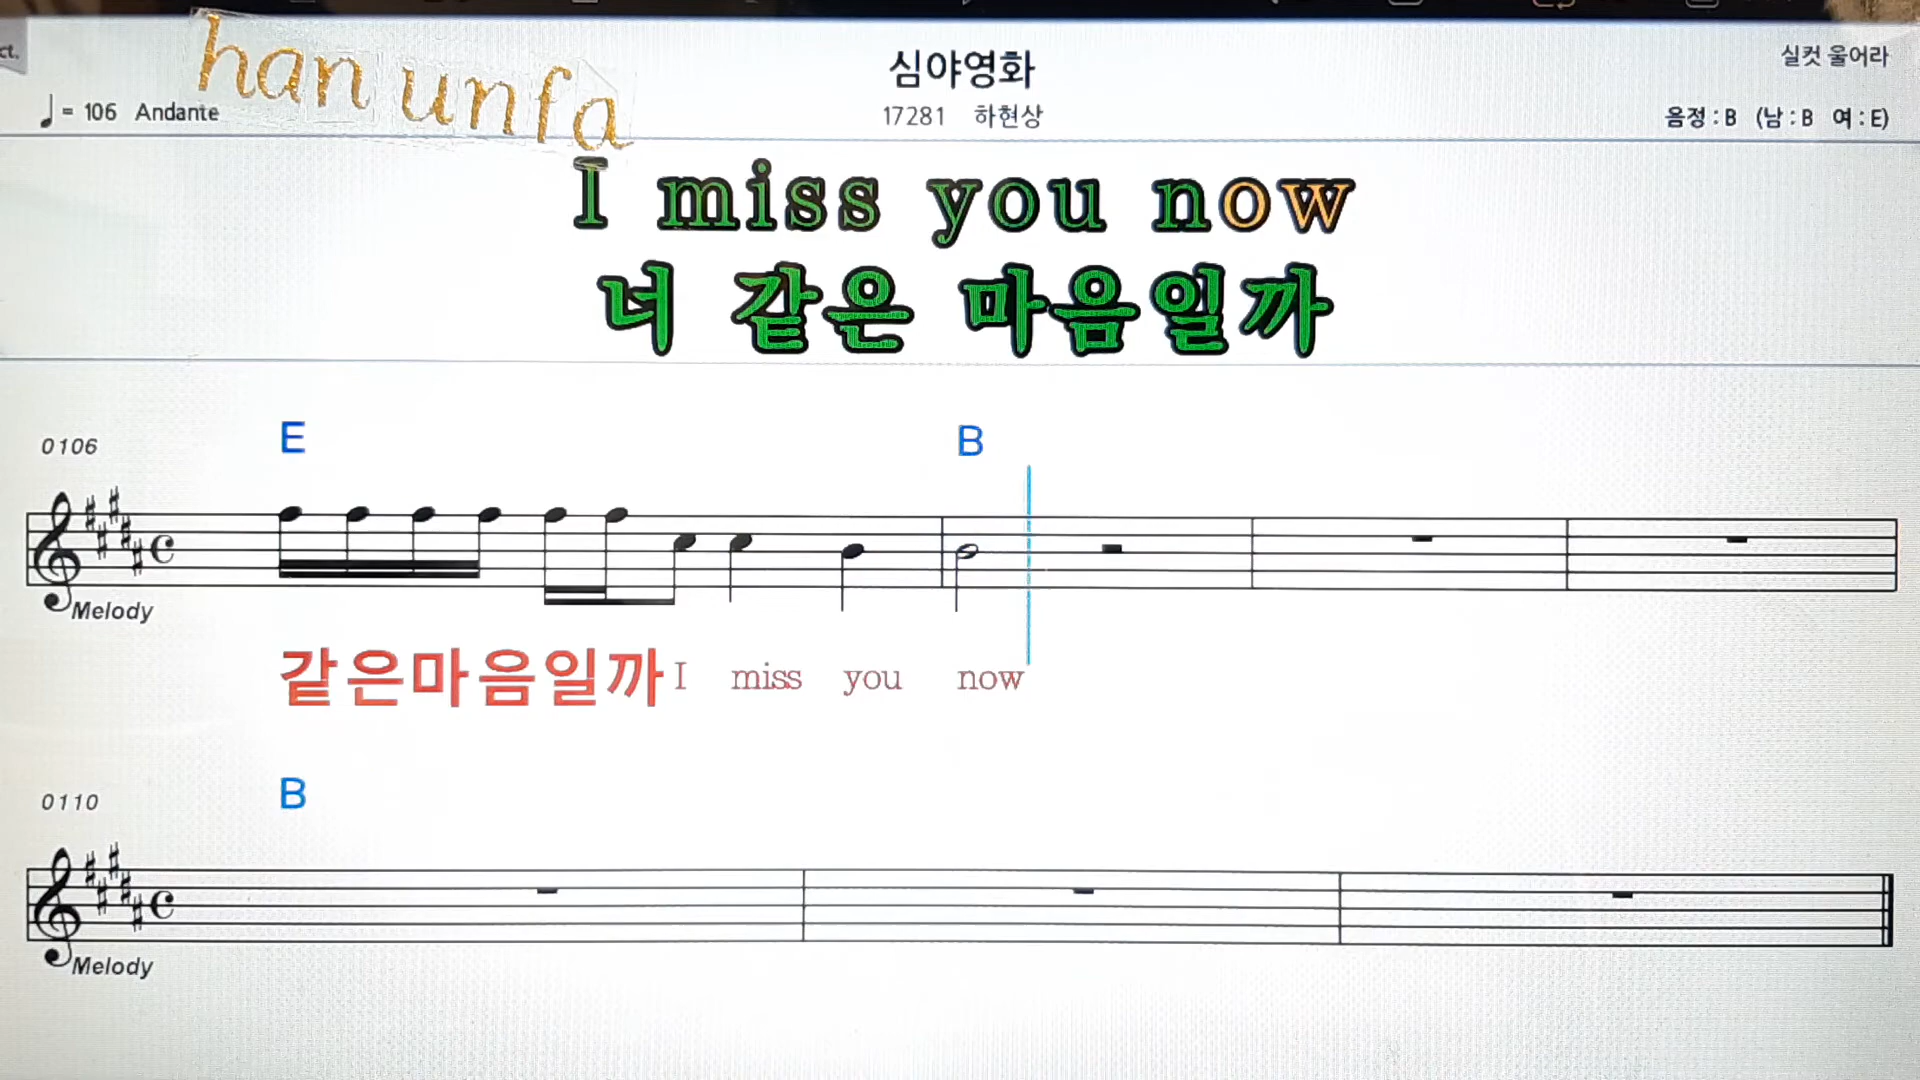 ct.
han unfa
심야영화
실컷 울어라
♩ = 106 Andante
17281 하현상
음정 : B (남 : B 여 : E)
I miss you now
너 같은 마음일까
E B
0106
Melody
같은마음일까 I miss you now
B
0110
Melody